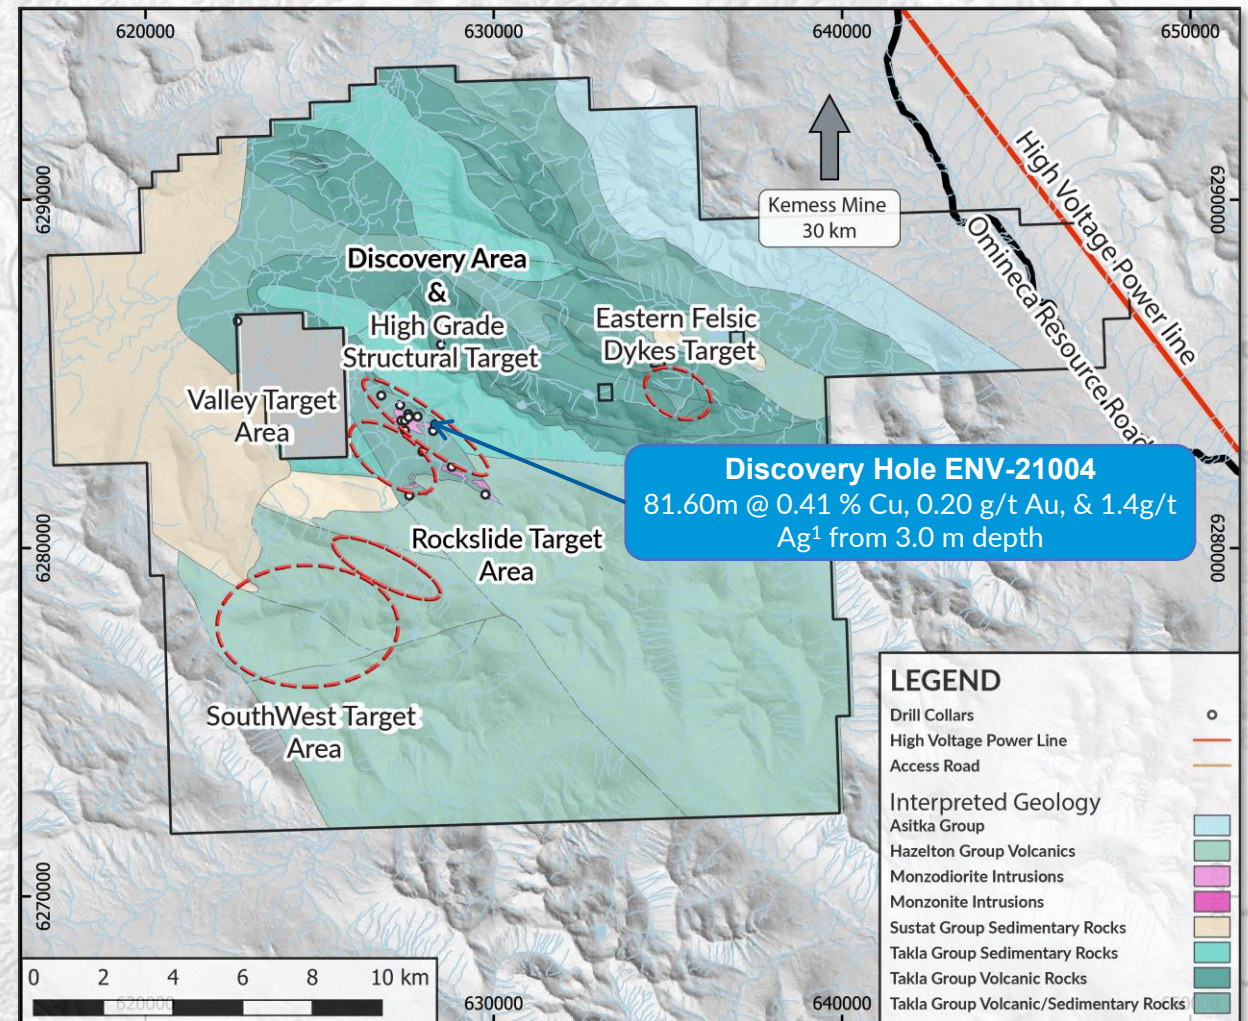 620000
630000
640000
650000
6290000
6290000
High Voltage Power line
Kemess Mine
30 km
Omineca Resource Road
Discovery Area
&
High Grade
Structural Target
Eastern Felsic
Dykes Target
Valley Target
Area
Discovery Hole ENV-21004
81.60m @ 0.41 % Cu, 0.20 g/t Au, & 1.4g/t
Ag¹ from 3.0 m depth
Rockslide Target
Area
6280000
6280000
SouthWest Target
Area
6270000
LEGEND
Drill Collars
High Voltage Power Line
Access Road
Interpreted Geology
Asitka Group
Hazelton Group Volcanics
Monzodiorite Intrusions
Monzonite Intrusions
Sustat Group Sedimentary Rocks
Takla Group Sedimentary Rocks
Takla Group Volcanic Rocks
Takla Group Volcanic/Sedimentary Rocks
0 2 4 6 8 10 km
620000
630000
640000